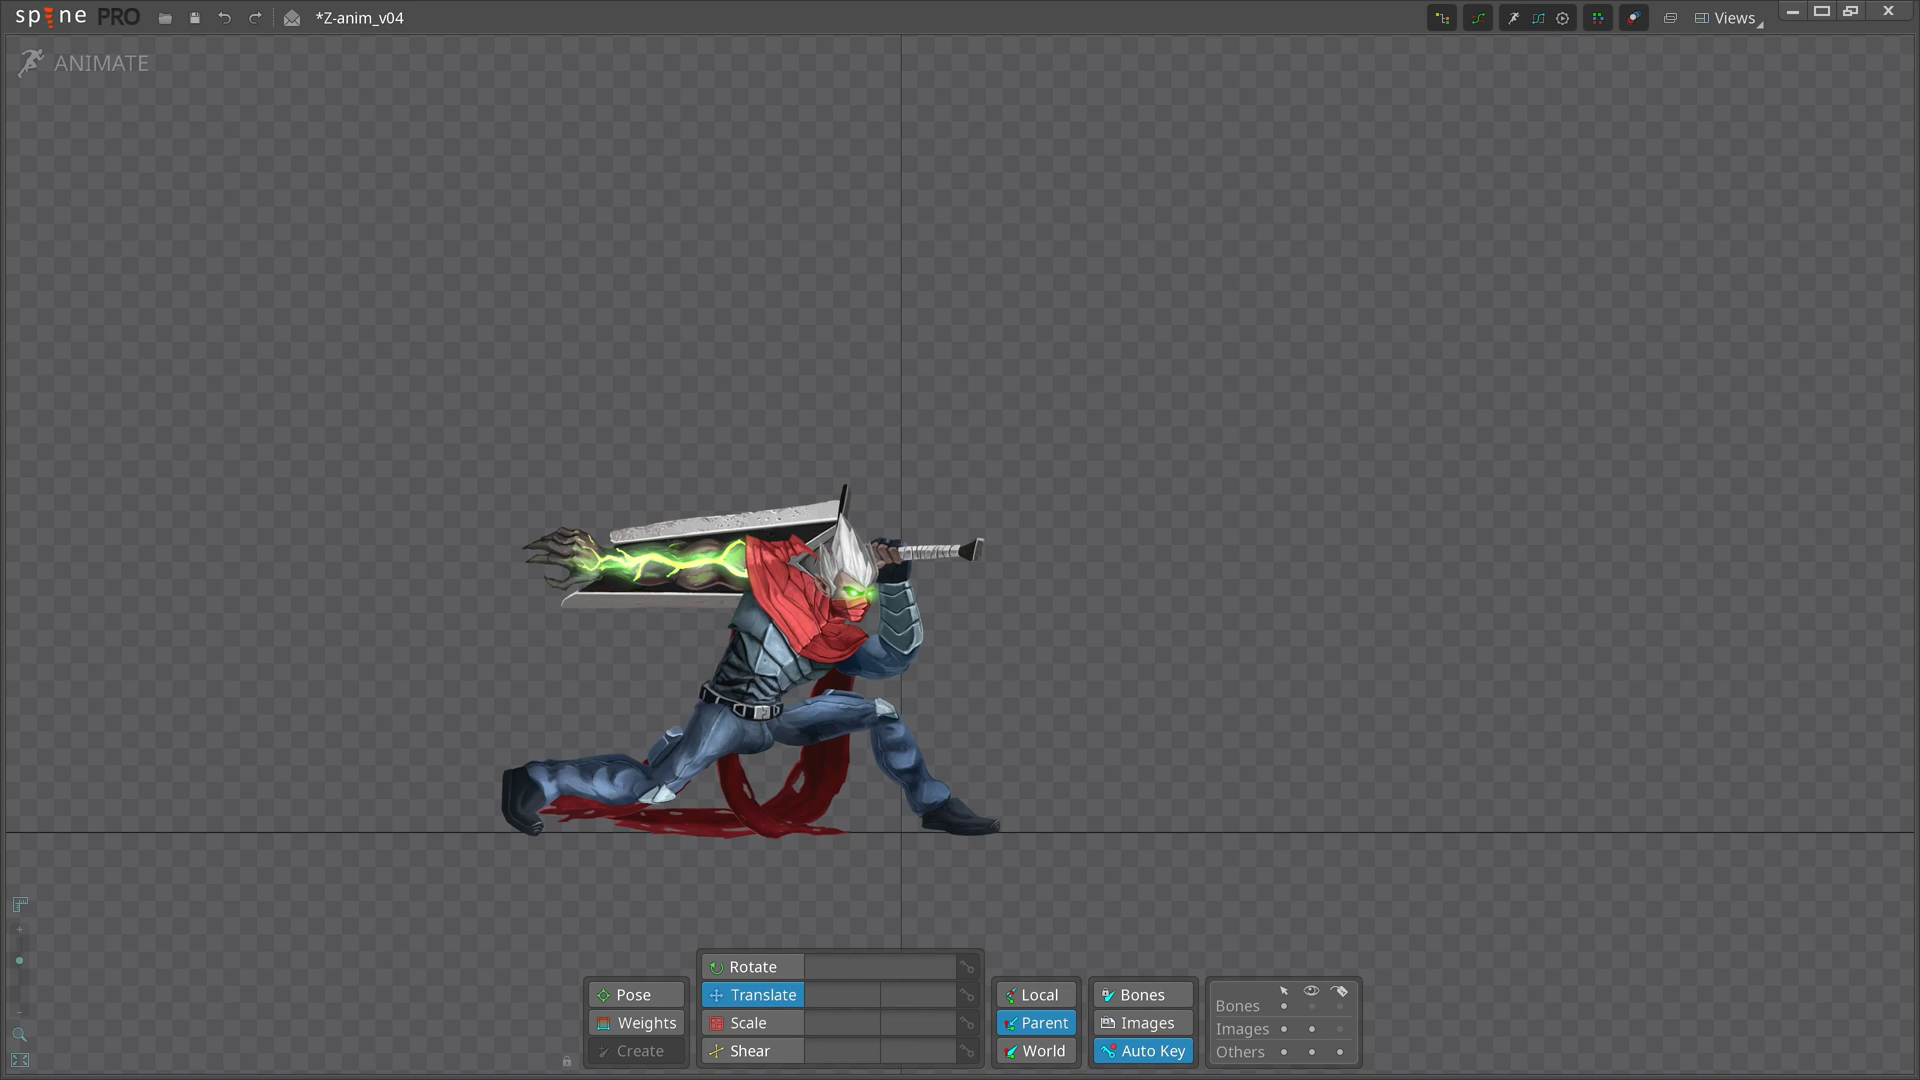 spine PRO
*Z-anim_v04
Views
ANIMATE
Rotate
Pose
Translate
Local
Bones
Weights
Scale
Parent
Images
Create
Shear
World
Auto Key
Bones
Images
Others